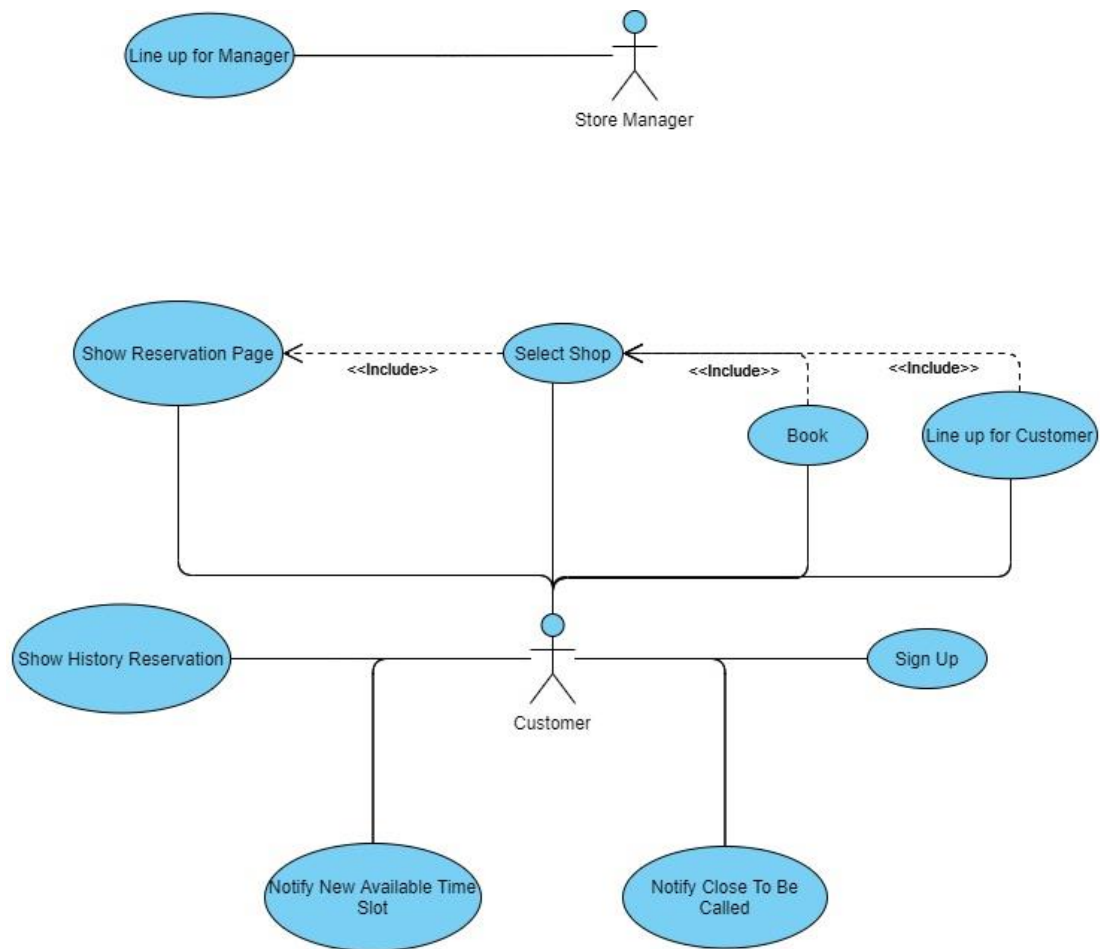 Line up for Manager
Store Manager
Show Reservation Page
Select Shop
<<Include>>
<<Include>>
<<Include>>
Book
Line up for Customer
Show History Reservation
Sign Up
Customer
Notify New Available Time
Slot
Notify Close To Be
Called